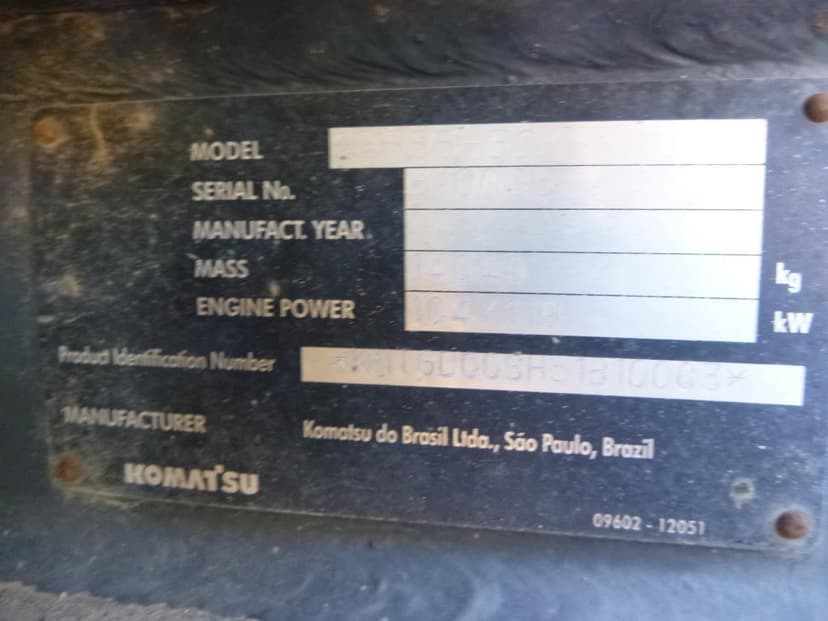 MODEL
SERIAL No.
MANUFACT. YEAR
MASS kg
ENGINE POWER kW
Product Identification Number
MANUFACTURER Komatsu do Brasil Ltda., São Paulo, Brazil
KOMATSU
09602 - 12051